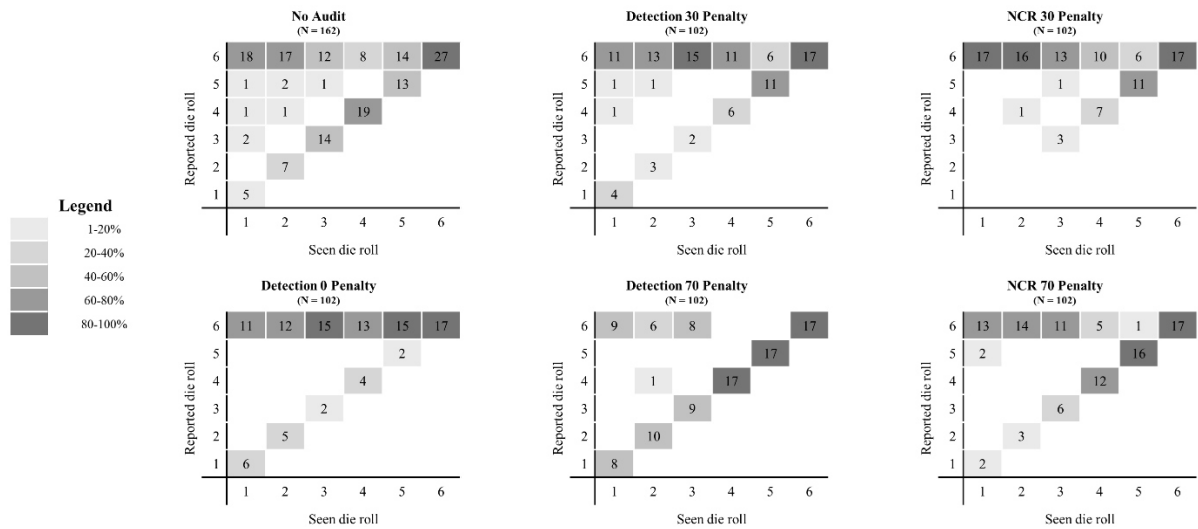 No Audit
(N = 162)
Reported die roll
6 18 17 12 8 14 27
5 1 2 1 13
4 1 1 19
3 2 14
2 7
1 5
1 2 3 4 5 6
Seen die roll
Detection 30 Penalty
(N = 102)
Reported die roll
6 11 13 15 11 6 17
5 1 1 11
4 1 6
3 2
2 3
1 4
1 2 3 4 5 6
Seen die roll
NCR 30 Penalty
(N = 102)
Reported die roll
6 17 16 13 10 6 17
5 1 11
4 1 7
3 3
2
1
1 2 3 4 5 6
Seen die roll
Legend
1-20%
20-40%
40-60%
60-80%
80-100%
Detection 0 Penalty
(N = 102)
Reported die roll
6 11 12 15 13 15 17
5 2
4 4
3 2
2 5
1 6
1 2 3 4 5 6
Seen die roll
Detection 70 Penalty
(N = 102)
Reported die roll
6 9 6 8 17
5 17
4 1 17
3 9
2 10
1 8
1 2 3 4 5 6
Seen die roll
NCR 70 Penalty
(N = 102)
Reported die roll
6 13 14 11 5 1 17
5 2 16
4 12
3 6
2 3
1 2
1 2 3 4 5 6
Seen die roll